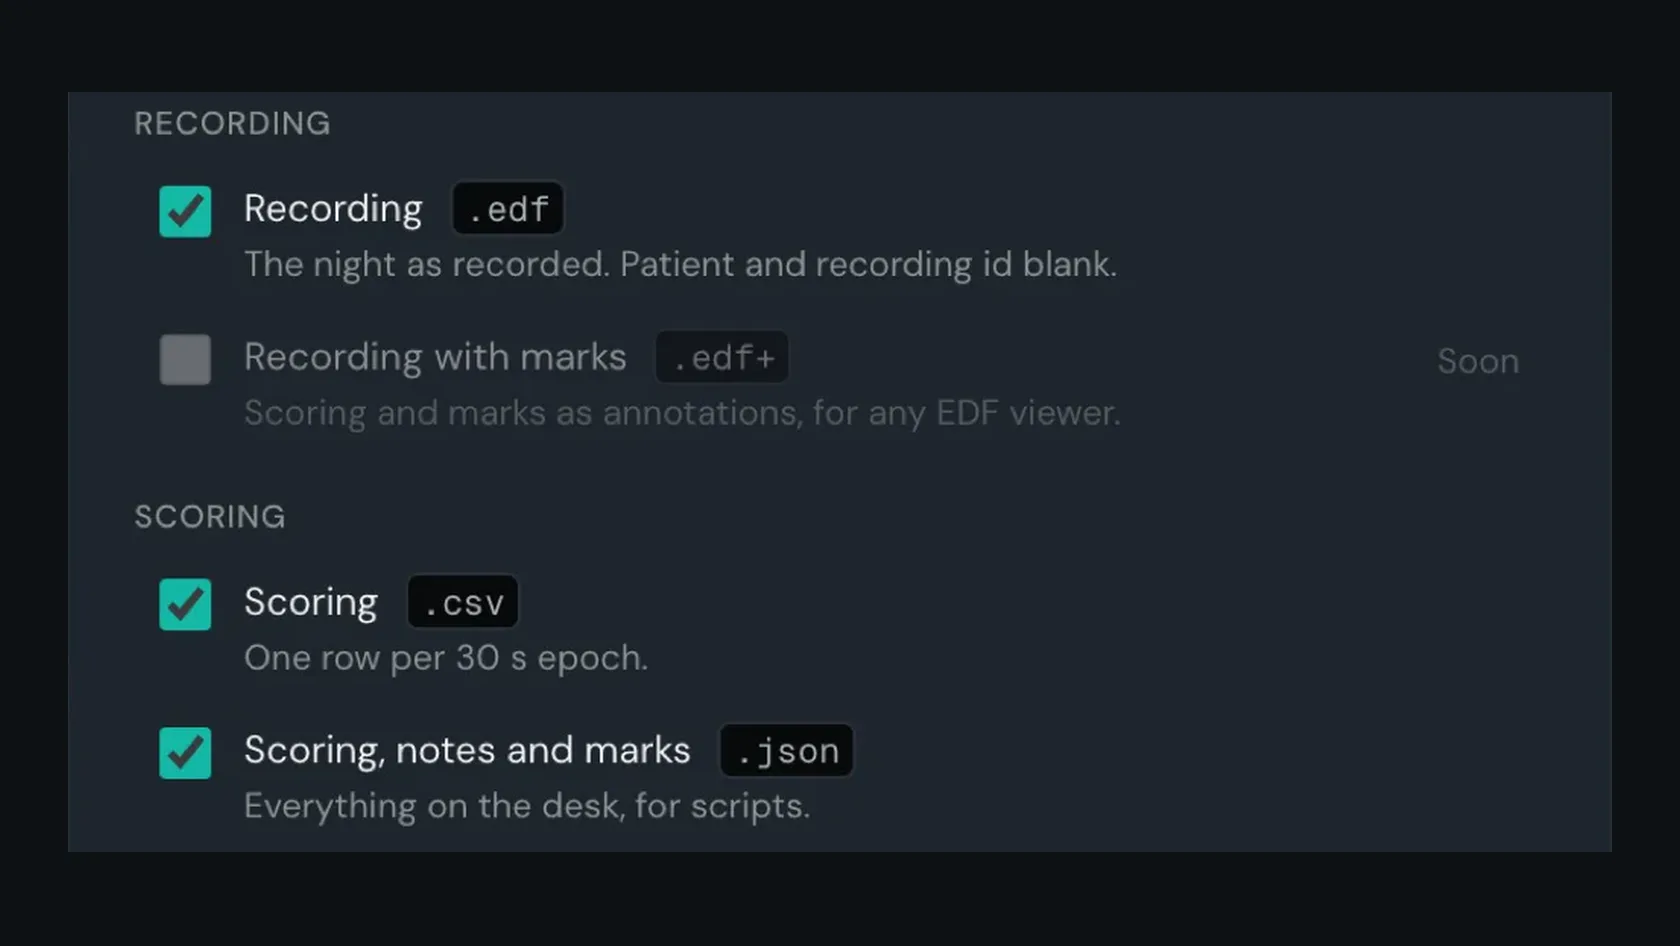 RECORDING
Recording .edf
The night as recorded. Patient and recording id blank.
Recording with marks .edf+ Soon
Scoring and marks as annotations, for any EDF viewer.
SCORING
Scoring .csv
One row per 30 s epoch.
Scoring, notes and marks .json
Everything on the desk, for scripts.